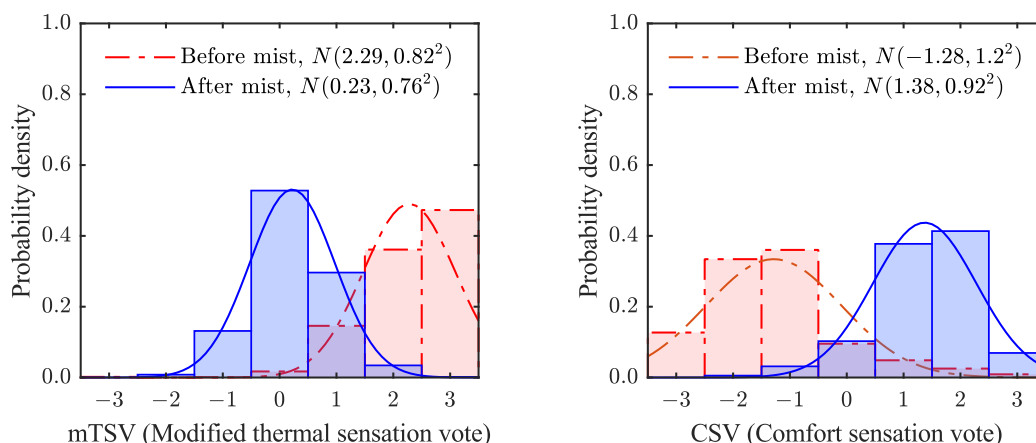 1.0
0.8
0.6
0.4
0.2
0.0
Probability density
Before mist, N(2.29, 0.82²)
After mist, N(0.23, 0.76²)
−3 −2 −1 0 1 2 3
mTSV (Modified thermal sensation vote)
1.0
0.8
0.6
0.4
0.2
0.0
Probability density
Before mist, N(−1.28, 1.2²)
After mist, N(1.38, 0.92²)
−3 −2 −1 0 1 2 3
CSV (Comfort sensation vote)